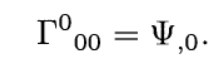 Γ⁰₀₀ = Ψ,₀.